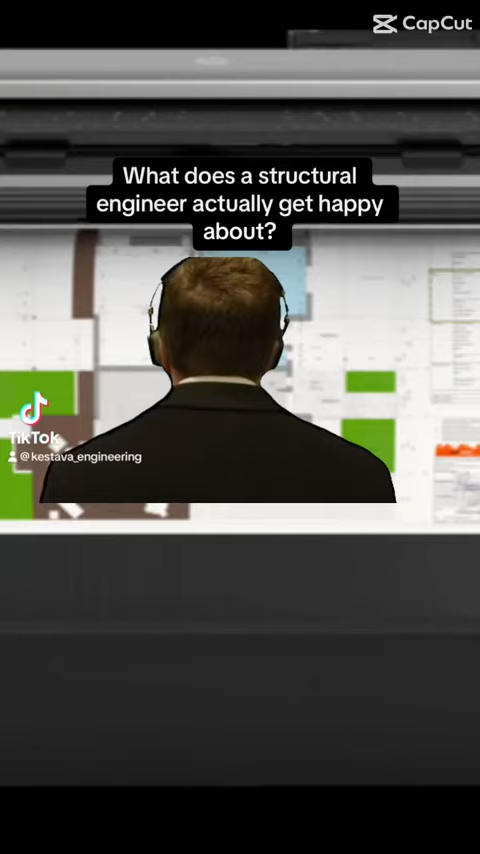 CapCut
What does a structural
engineer actually get happy
about?
TikTok
@kestava_engineering